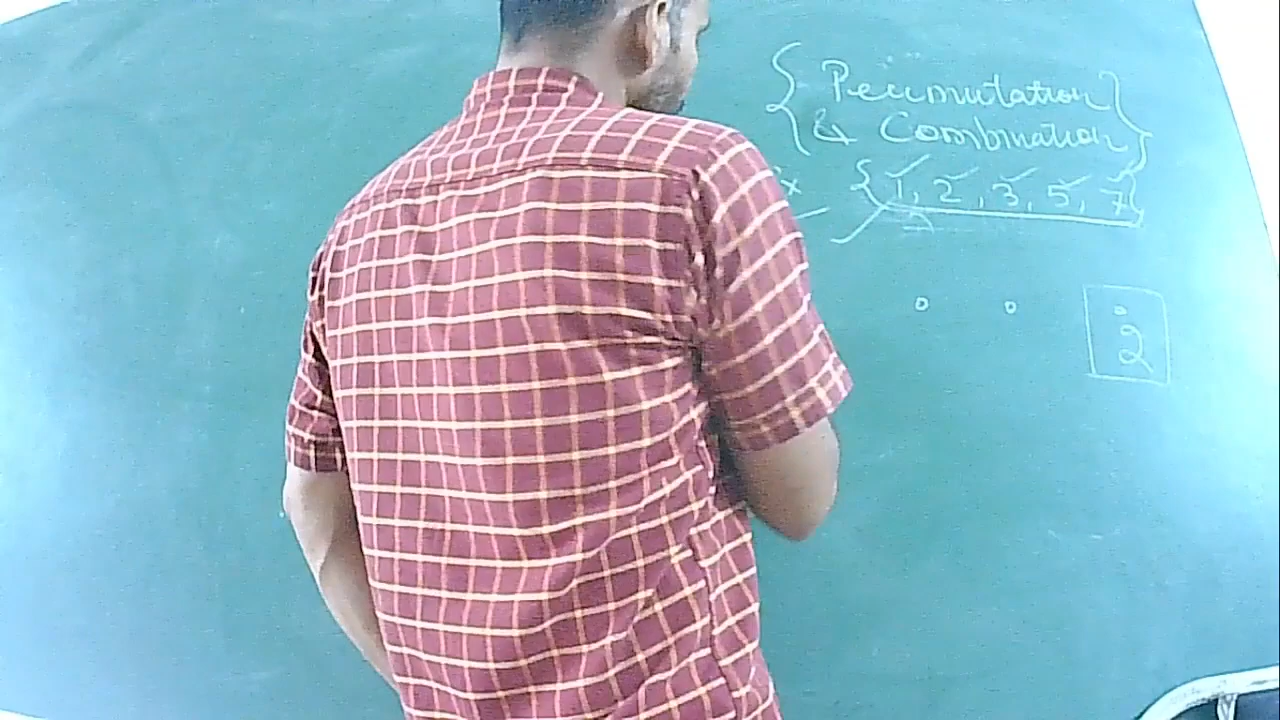 { Permutation
& Combination }
x {1, 2, 3, 5, 7}
2